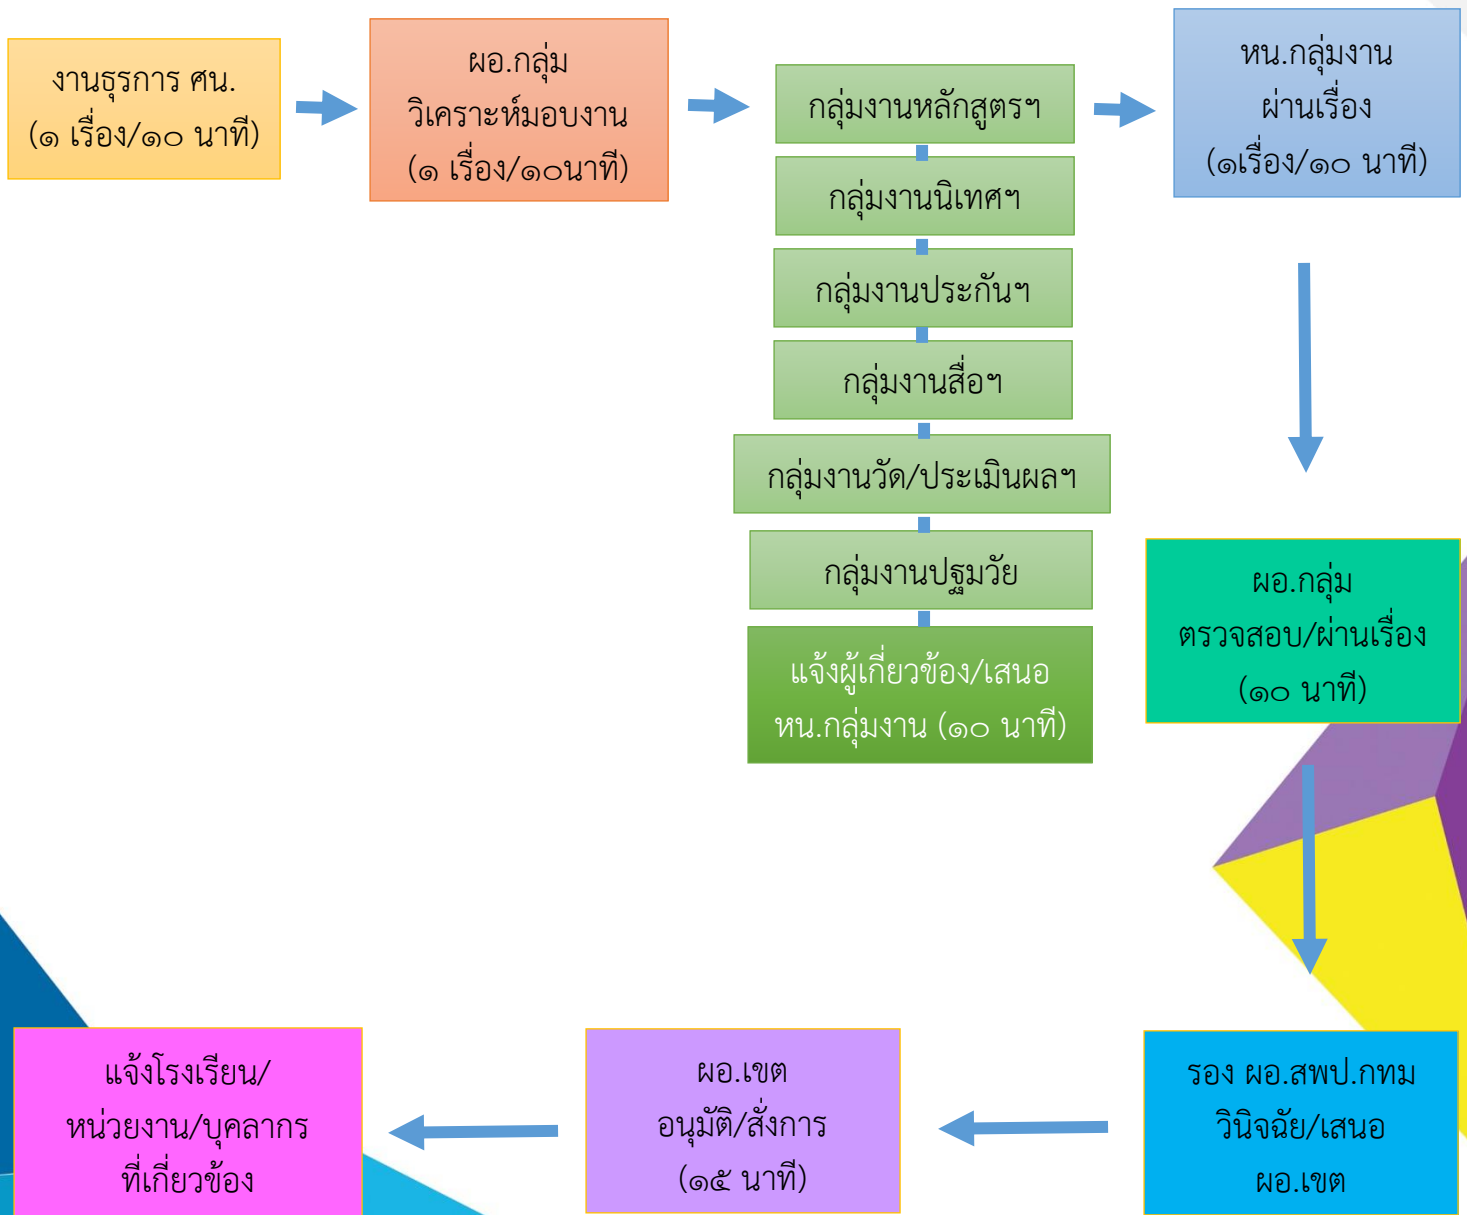 งานธุรการ ศน.
(๑ เรื่อง/๑๐ นาที)
ผอ.กลุ่ม
วิเคราะห์มอบงาน
(๑ เรื่อง/๑๐นาที)
กลุ่มงานหลักสูตรฯ
กลุ่มงานนิเทศฯ
กลุ่มงานประกันฯ
กลุ่มงานสื่อฯ
กลุ่มงานวัด/ประเมินผลฯ
กลุ่มงานปฐมวัย
แจ้งผู้เกี่ยวข้อง/เสนอ
หน.กลุ่มงาน (๑๐ นาที)
หน.กลุ่มงาน
ผ่านเรื่อง
(๑เรื่อง/๑๐ นาที)
ผอ.กลุ่ม
ตรวจสอบ/ผ่านเรื่อง
(๑๐ นาที)
รอง ผอ.สพป.กทม
วินิจฉัย/เสนอ
ผอ.เขต
ผอ.เขต
อนุมัติ/สั่งการ
(๑๕ นาที)
แจ้งโรงเรียน/
หน่วยงาน/บุคลากร
ที่เกี่ยวข้อง